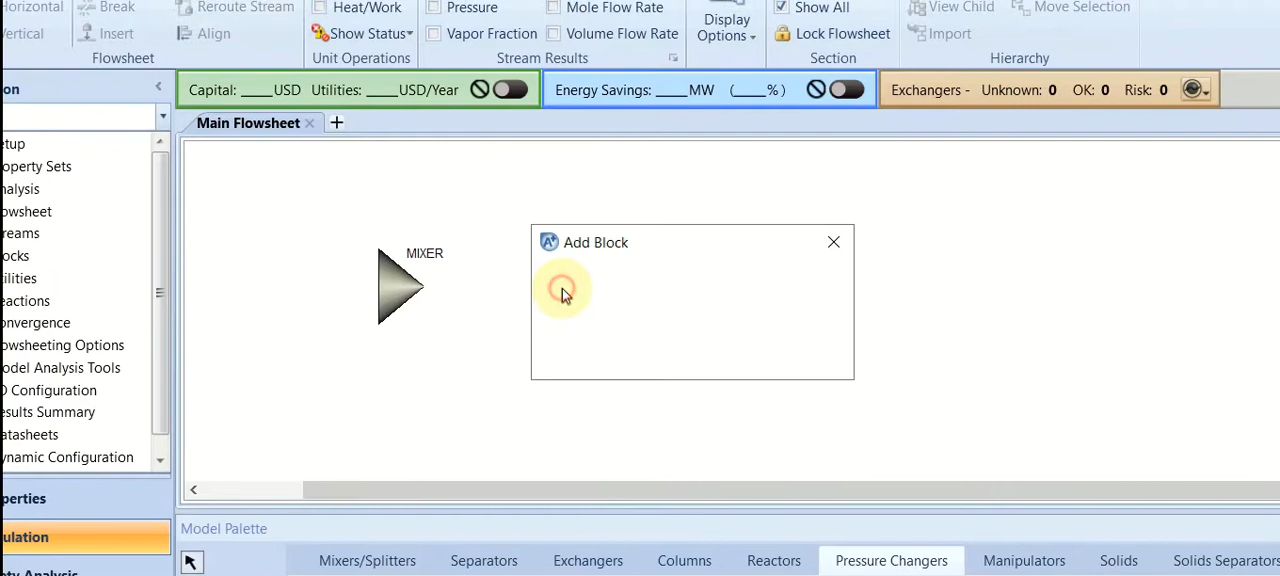 Horizontal Break Reroute Stream Heat/Work Pressure Mole Flow Rate Show All View Child Move Selection
Vertical Insert Align Show Status Vapor Fraction Volume Flow Rate Display Options Lock Flowsheet Import
Flowsheet Unit Operations Stream Results Section Hierarchy
on Capital: ____USD Utilities: ____USD/Year Energy Savings: ____MW (____%) Exchangers - Unknown: 0 OK: 0 Risk: 0
Main Flowsheet
etup
operty Sets
nalysis
owsheet
reams
ocks
ilities
eactions
onvergence
owsheeting Options
odel Analysis Tools
O Configuration
esults Summary
atasheets
ynamic Configuration
MIXER
Add Block
perties
ulation
ety Analysis
Model Palette
Mixers/Splitters Separators Exchangers Columns Reactors Pressure Changers Manipulators Solids Solids Separators